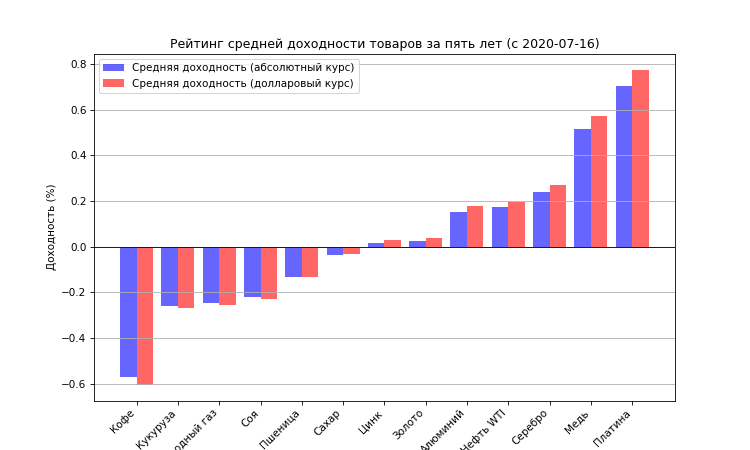 Рейтинг средней доходности товаров за пять лет (с 2020-07-16)
Средняя доходность (абсолютный курс)
Средняя доходность (долларовый курс)
Доходность (%)
0.8
0.6
0.4
0.2
0.0
−0.2
−0.4
−0.6
Кофе
Кукуруза
одный газ
Соя
Пшеница
Сахар
Цинк
Золото
Алюминий
Нефть WTI
Серебро
Медь
Платина